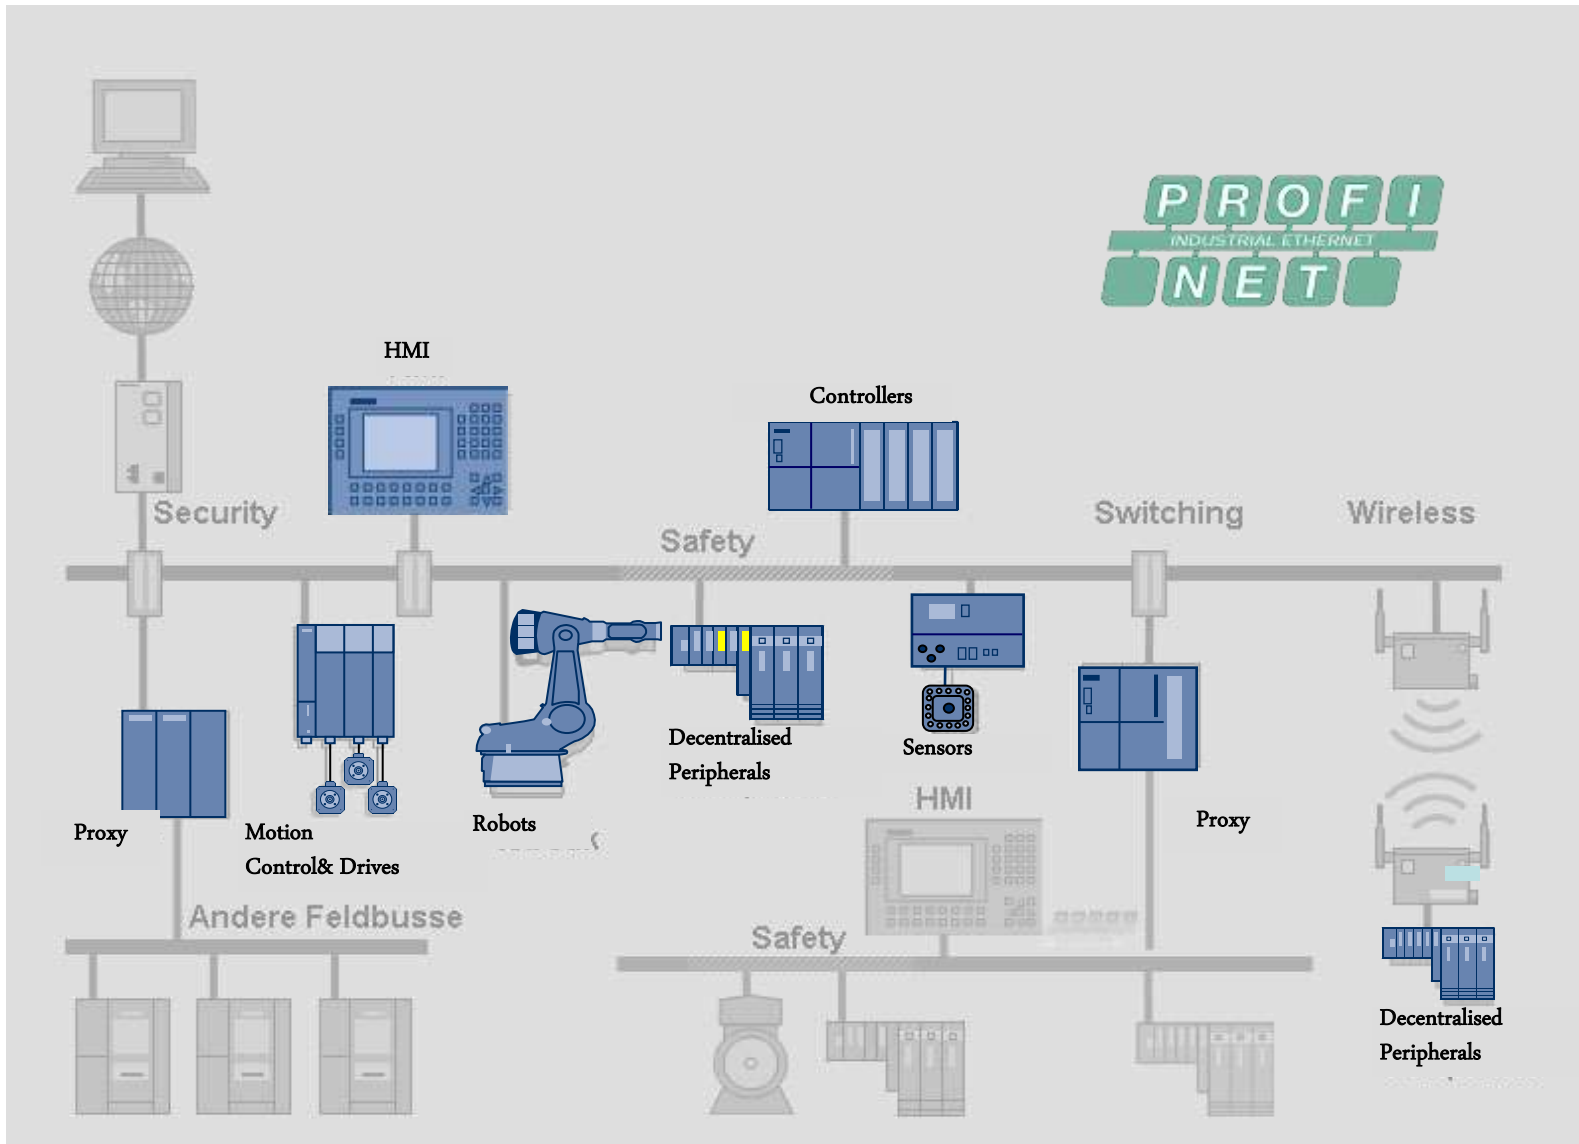 PROFI
INDUSTRIAL ETHERNET
NET
HMI
Controllers
Security
Safety
Switching
Wireless
Decentralised
Peripherals
Sensors
Proxy
Motion
Control& Drives
Robots
HMI
Proxy
Andere Feldbusse
Safety
Decentralised
Peripherals